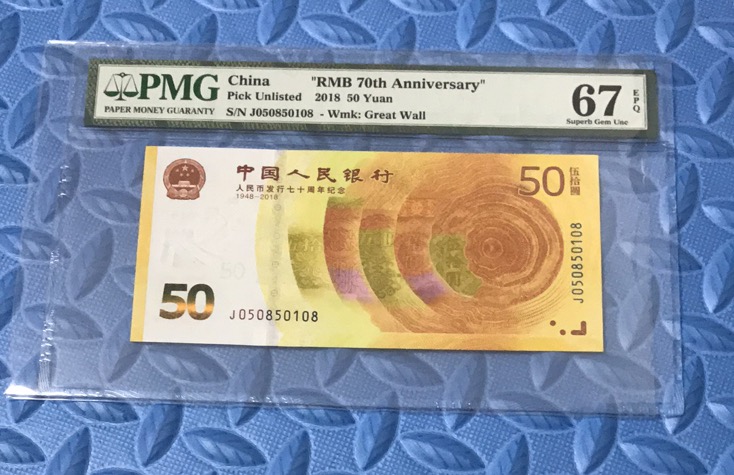 PMG
PAPER MONEY GUARANTY
China "RMB 70th Anniversary"
Pick Unlisted 2018 50 Yuan
S/N J050850108 - Wmk: Great Wall
67 EPQ
Superb Gem Unc
中国人民银行
人民币发行七十周年纪念
1948-2018
50 伍拾圆
50
50
J050850108
J050850108